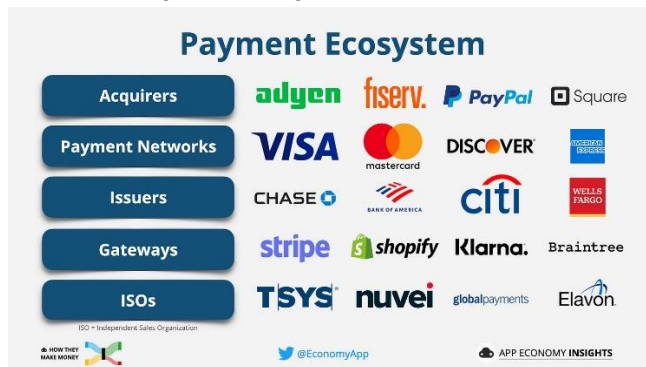 Payment Ecosystem
Acquirers adyen fiserv. PayPal Square
Payment Networks VISA mastercard DISCOVER AMERICAN EXPRESS
Issuers CHASE BANK OF AMERICA citi WELLS FARGO
Gateways stripe shopify Klarna. Braintree
ISOs TSYS nuvei globalpayments Elavon
ISO = Independent Sales Organization
HOW THEY MAKE MONEY @EconomyApp APP ECONOMY INSIGHTS